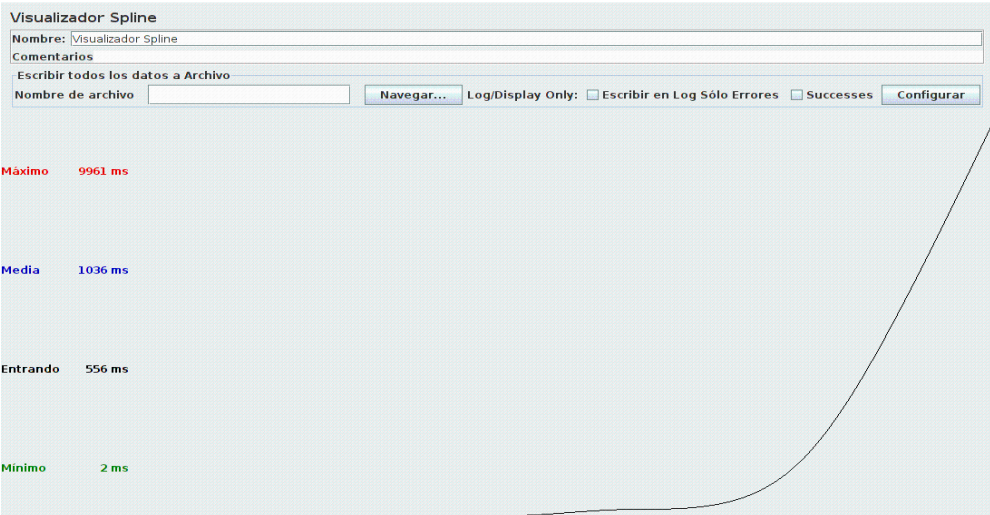 Visualizador Spline
Nombre: Visualizador Spline
Comentarios
Escribir todos los datos a Archivo
Nombre de archivo Navegar... Log/Display Only: Escribir en Log Sólo Errores Successes Configurar
Máximo 9961 ms
Media 1036 ms
Entrando 556 ms
Mínimo 2 ms